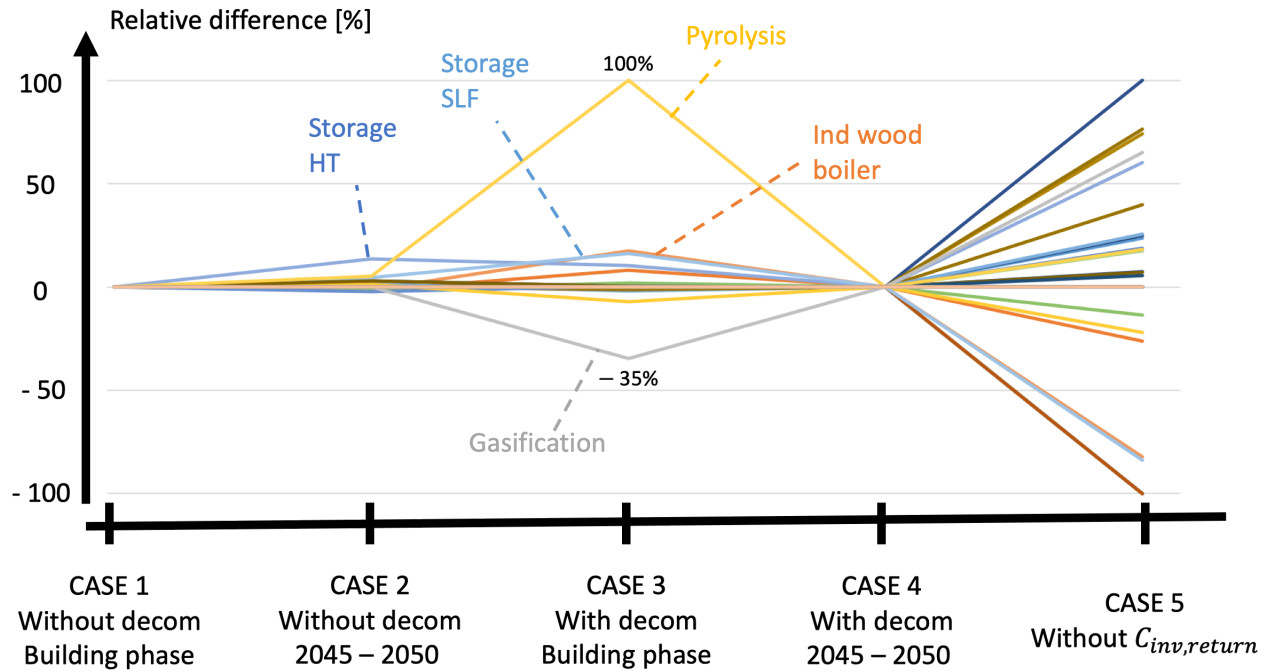 Relative difference [%]
100
50
0
- 50
- 100
Storage
HT
Storage
SLF
100%
Pyrolysis
Ind wood
boiler
— 35%
Gasification
CASE 1
Without decom
Building phase
CASE 2
Without decom
2045 – 2050
CASE 3
With decom
Building phase
CASE 4
With decom
2045 – 2050
CASE 5
Without C_{inv,return}